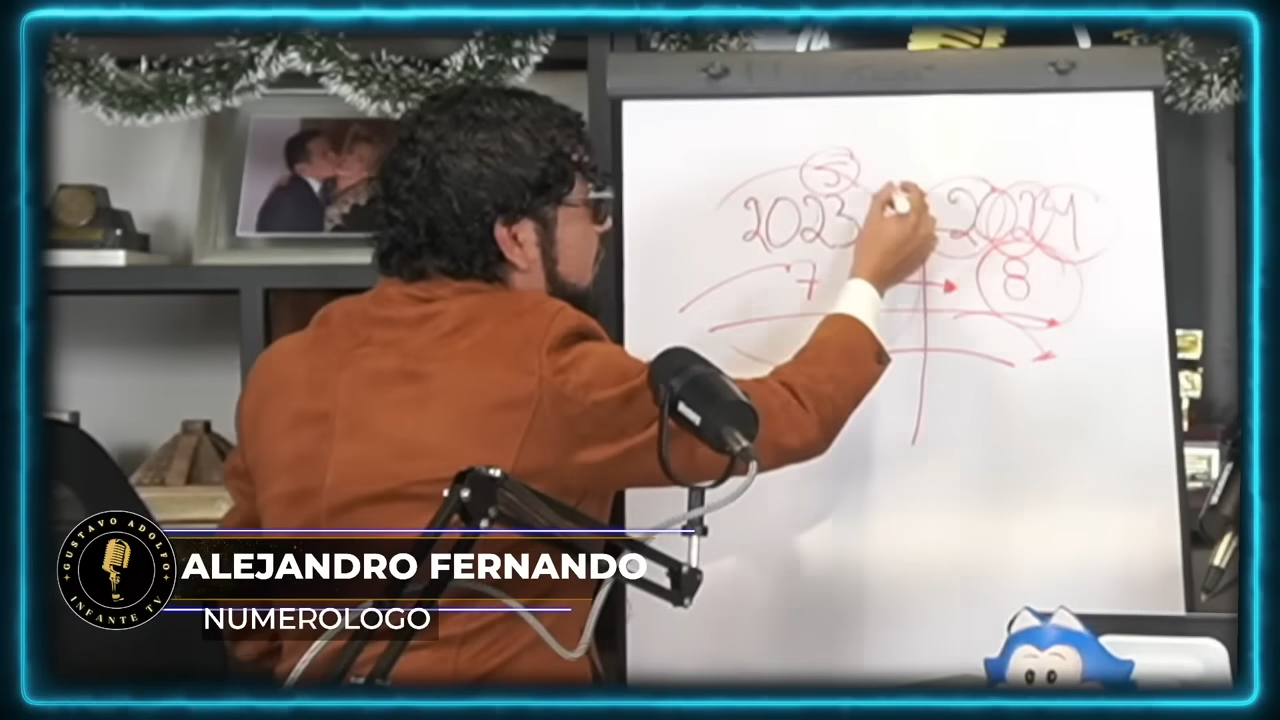 5
2023 2024
7 8
GUSTAVO ADOLFO
INFANTE TV
ALEJANDRO FERNANDO
NUMEROLOGO